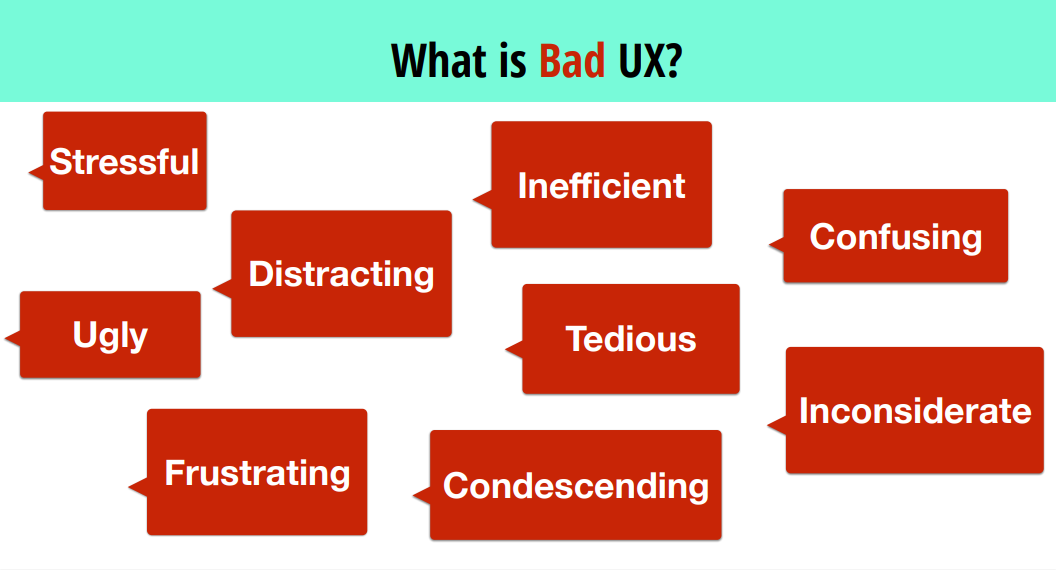 What is Bad UX?
Stressful
Inefficient
Confusing
Distracting
Ugly
Tedious
Inconsiderate
Frustrating
Condescending